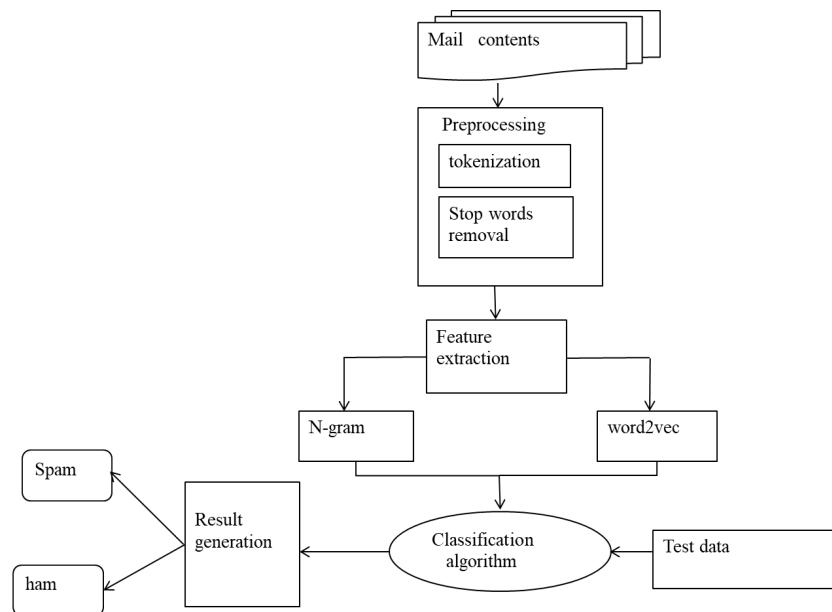 Mail contents
Preprocessing
tokenization
Stop words
removal
Feature
extraction
N-gram
word2vec
Spam
Result
generation
Classification
algorithm
Test data
ham